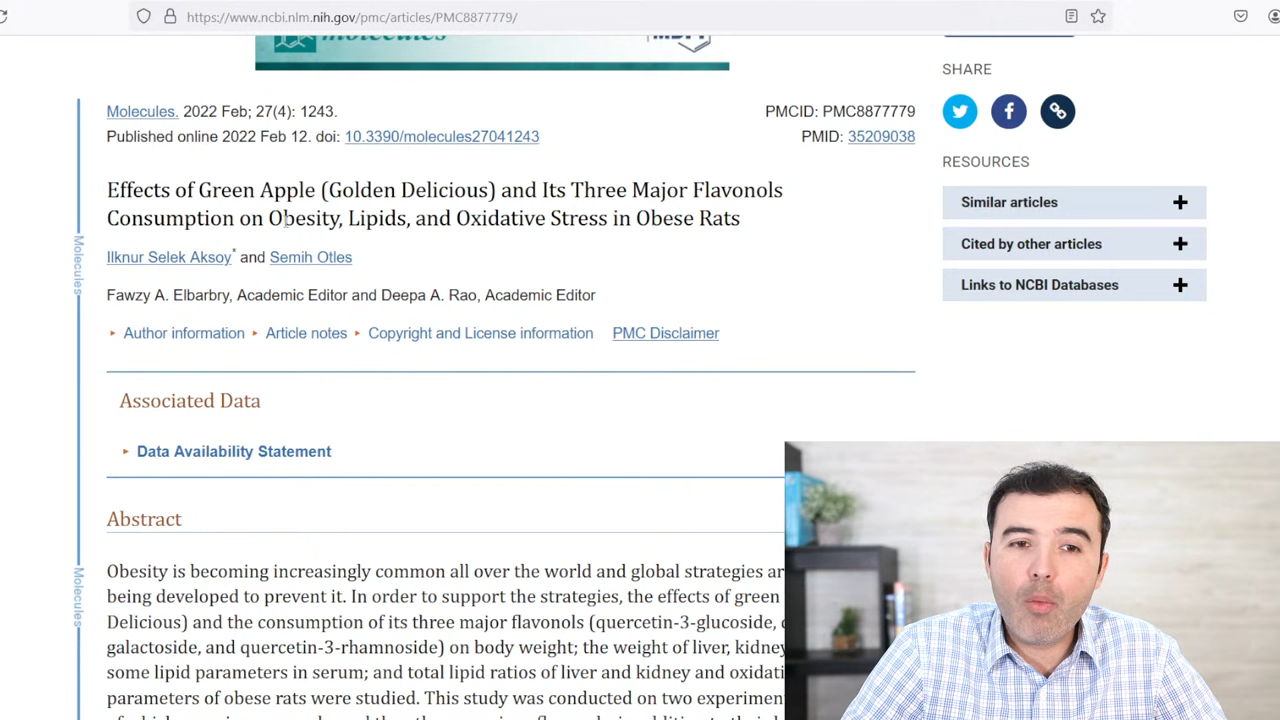 https://www.ncbi.nlm.nih.gov/pmc/articles/PMC8877779/
molecules
Molecules. 2022 Feb; 27(4): 1243.
PMCID: PMC8877779
Published online 2022 Feb 12. doi: 10.3390/molecules27041243
PMID: 35209038
Effects of Green Apple (Golden Delicious) and Its Three Major Flavonols
Consumption on Obesity, Lipids, and Oxidative Stress in Obese Rats
Ilknur Selek Aksoy* and Semih Otles
Fawzy A. Elbarbry, Academic Editor and Deepa A. Rao, Academic Editor
Author information Article notes Copyright and License information PMC Disclaimer
Associated Data
Data Availability Statement
Abstract
Obesity is becoming increasingly common all over the world and global strategies
being developed to prevent it. In order to support the strategies, the effects of green
Delicious) and the consumption of its three major flavonols (quercetin-3-glucoside,
galactoside, and quercetin-3-rhamnoside) on body weight; the weight of liver,
some lipid parameters in serum; and total lipid ratios of liver and kidney and
parameters of obese rats were studied. This study was conducted on two
SHARE
RESOURCES
Similar articles
Cited by other articles
Links to NCBI Databases
Molecules
Molecules